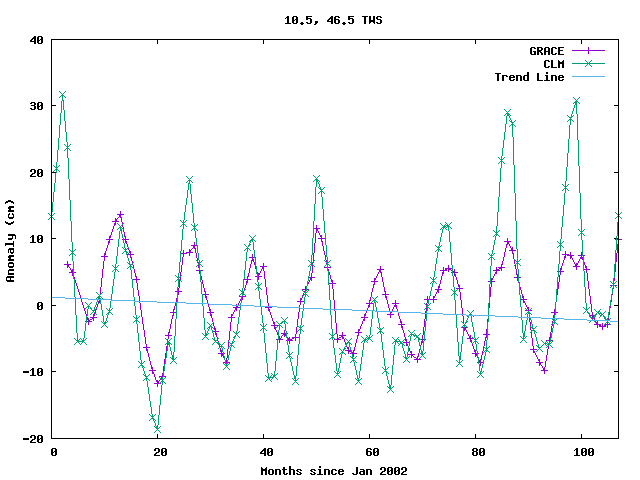 10.5, 46.5 TWS
GRACE
CLM
Trend Line
Anomaly (cm)
40
30
20
10
0
-10
-20
0 20 40 60 80 100
Months since Jan 2002